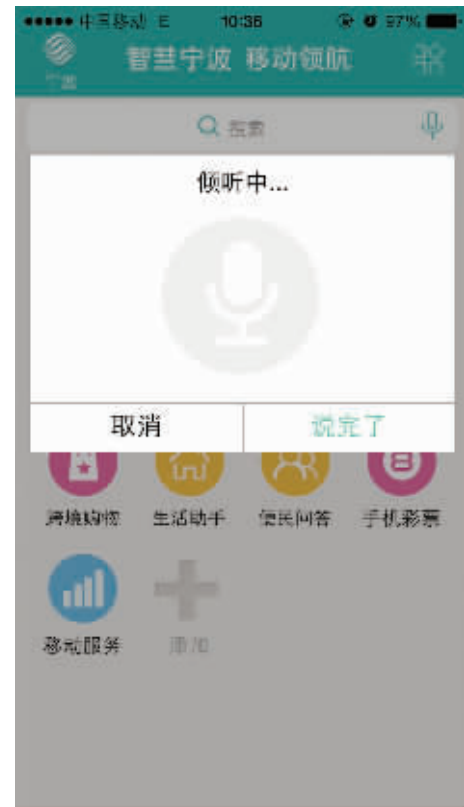 中国移动 E 10:36 97%
宁波 智慧宁波 移动领航
搜索
倾听中...
取消 说完了
跨境购物 生活助手 便民问答 手机彩票
移动服务 添加